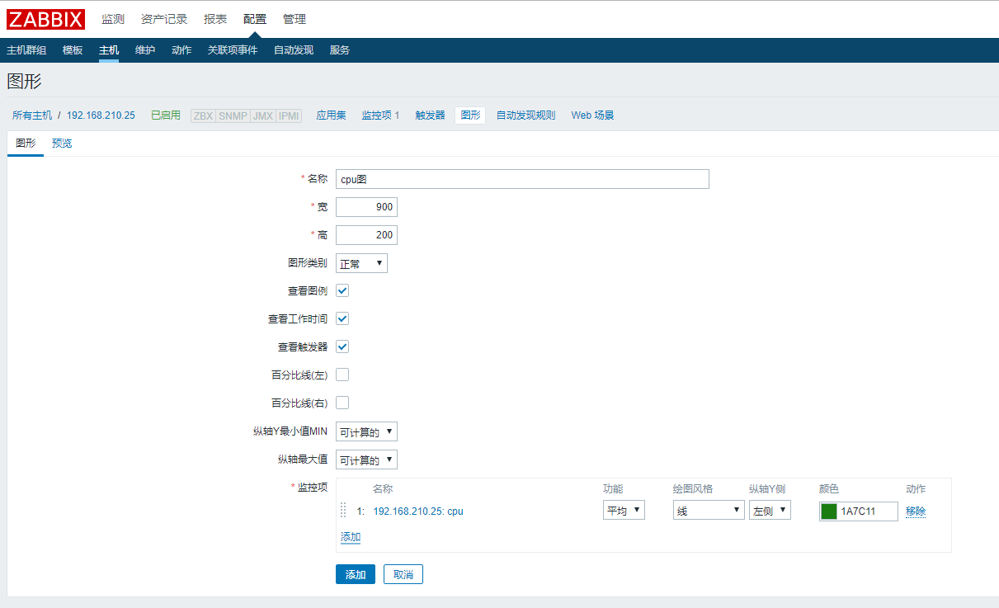 ZABBIX 监测 资产记录 报表 配置 管理
主机群组 模板 主机 维护 动作 关联项事件 自动发现 服务
图形
所有主机 / 192.168.210.25 已启用 ZBX SNMP JMX IPMI 应用集 监控项 1 触发器 图形 自动发现规则 Web 场景
图形 预览
* 名称 cpu图
* 宽 900
* 高 200
图形类别 正常
查看图例
查看工作时间
查看触发器
百分比线(左)
百分比线(右)
纵轴Y最小值MIN 可计算的
纵轴最大值 可计算的
* 监控项 名称 功能 绘图风格 纵轴Y侧 颜色 动作
1: 192.168.210.25: cpu 平均 线 左侧 1A7C11 移除
添加
添加 取消